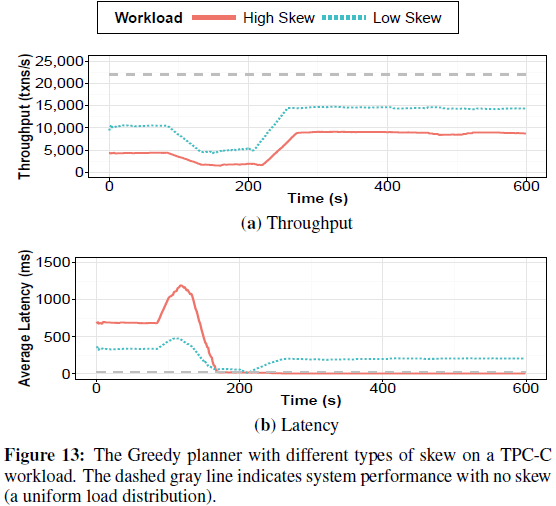 Workload High Skew Low Skew
Throughput (txns/s)
25,000
20,000
15,000
10,000
5,000
0
0 200 400 600
Time (s)
(a) Throughput
Average Latency (ms)
1500
1000
500
0
0 200 400 600
Time (s)
(b) Latency
Figure 13: The Greedy planner with different types of skew on a TPC-C
workload. The dashed gray line indicates system performance with no skew
(a uniform load distribution).